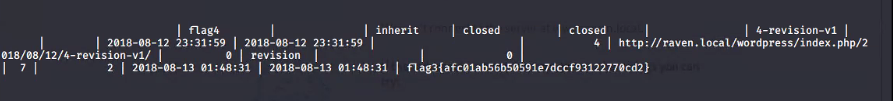 | flag4 | | inherit | closed | closed | | 4-revision-v1 |
| | 2018-08-12 23:31:59 | 2018-08-12 23:31:59 | | 4 | http://raven.local/wordpress/index.php/2
018/08/12/4-revision-v1/ | 0 | revision | | 0 |
| 7 | 2 | 2018-08-13 01:48:31 | 2018-08-13 01:48:31 | flag3{afc01ab56b50591e7dccf93122770cd2}